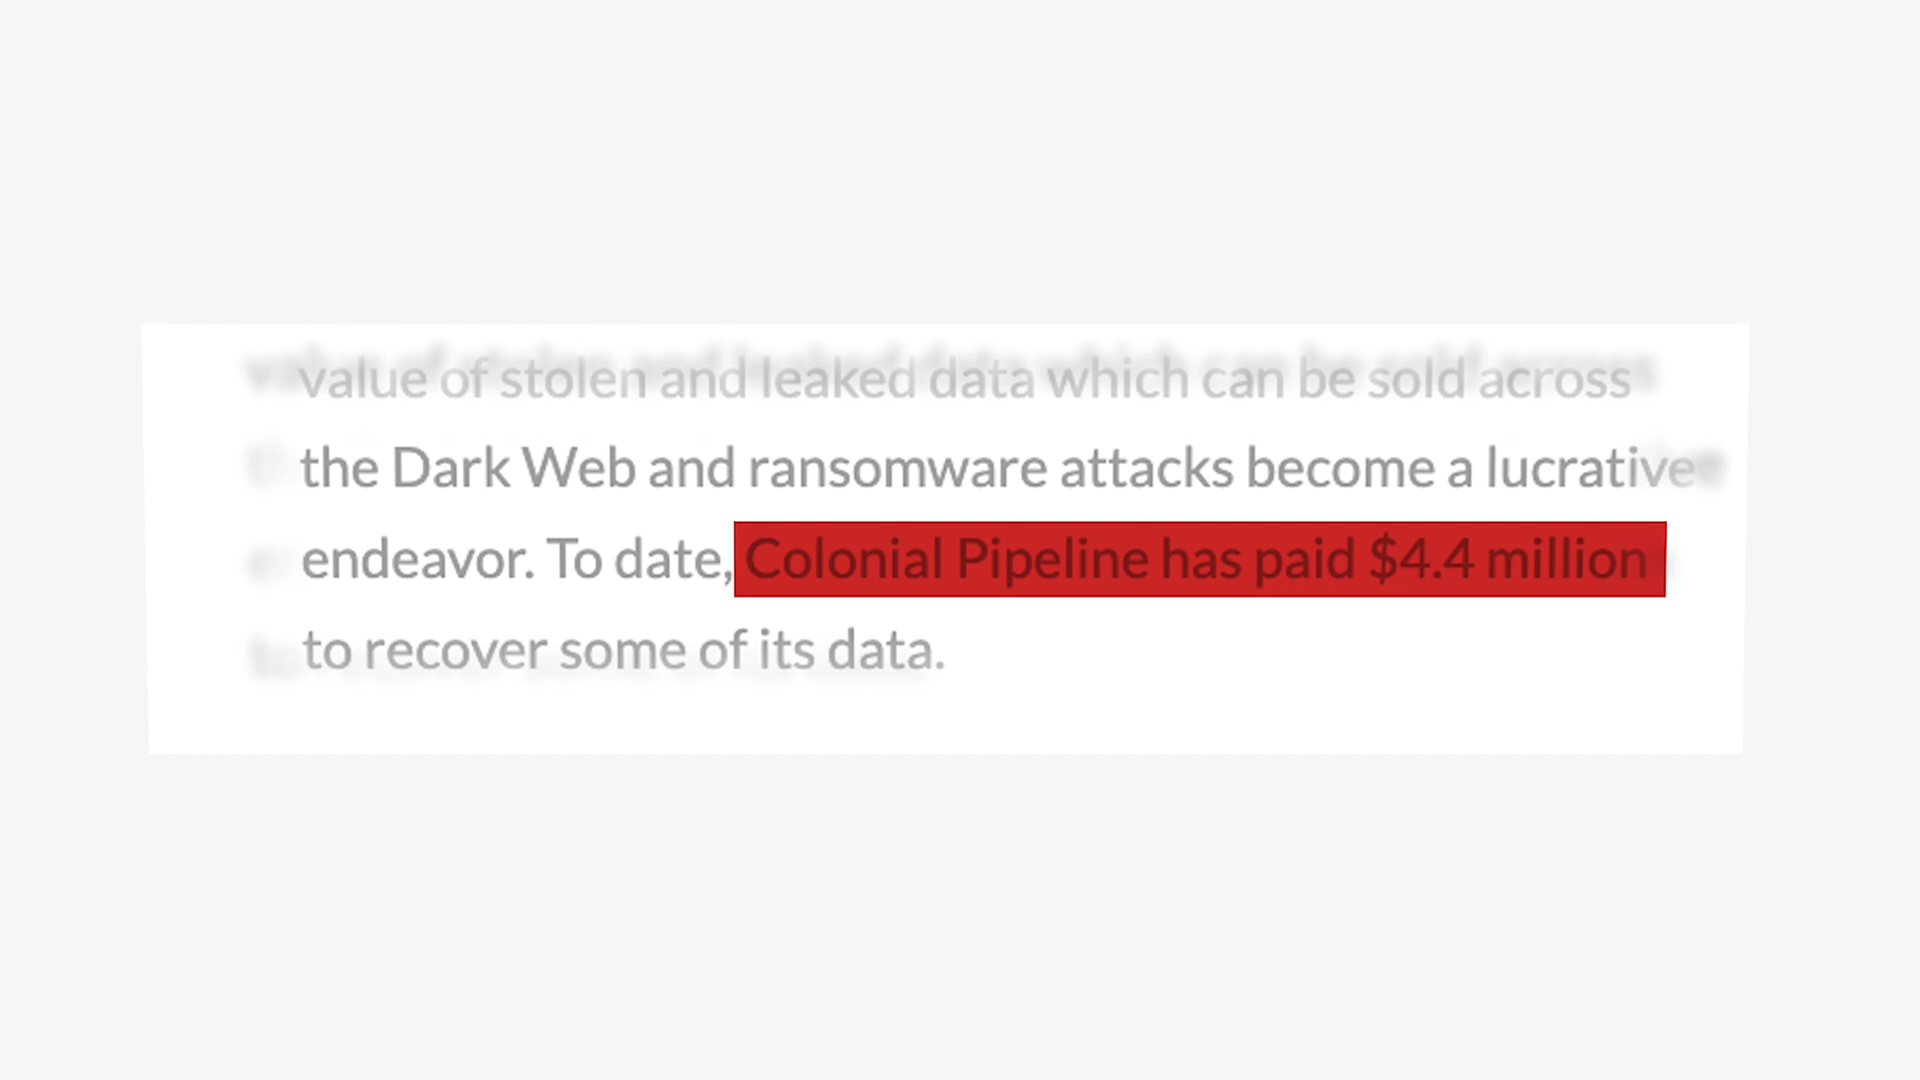 value of stolen and leaked data which can be sold across
the Dark Web and ransomware attacks become a lucrative
endeavor. To date, Colonial Pipeline has paid $4.4 million
to recover some of its data.